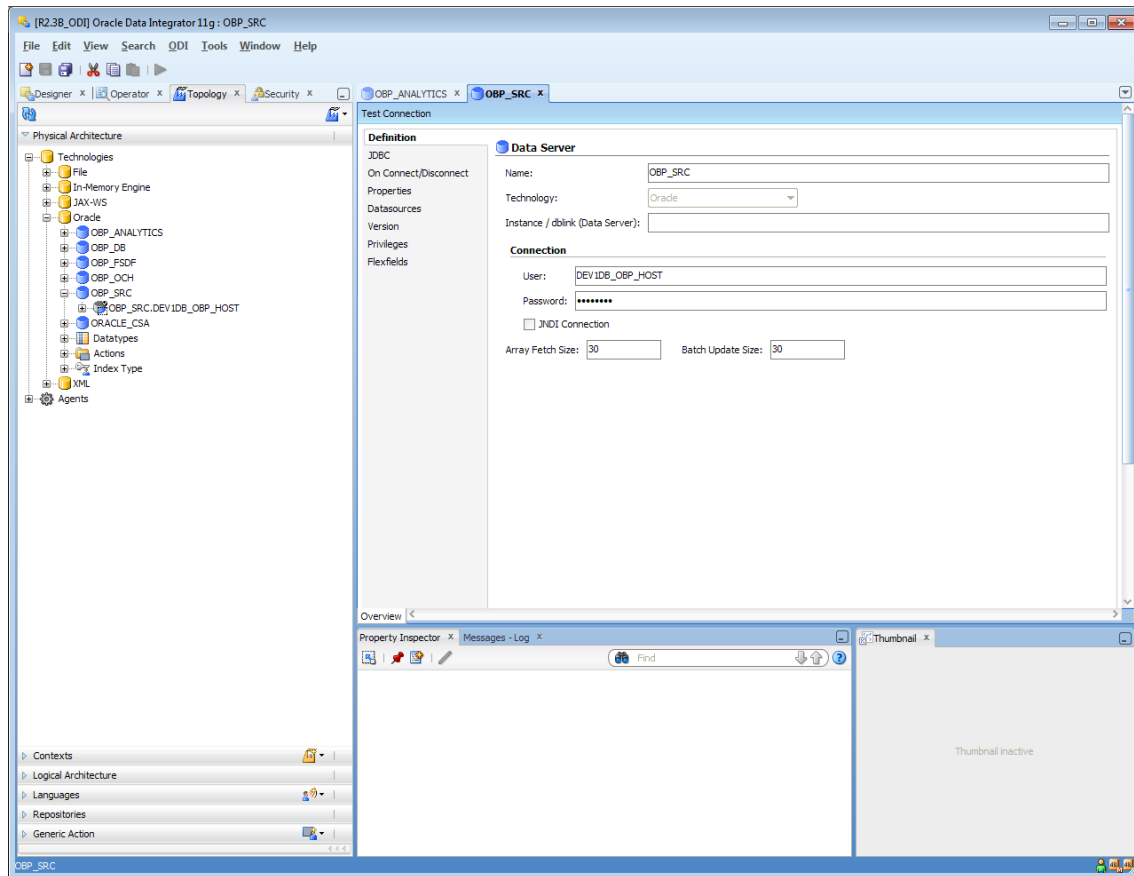 [R2.3B_ODI] Oracle Data Integrator 11g : OBP_SRC
File Edit View Search ODI Tools Window Help
Designer x Operator x Topology x Security x
OBP_ANALYTICS x OBP_SRC x
Test Connection
Physical Architecture
Technologies
File
In-Memory Engine
JAX-WS
Oracle
OBP_ANALYTICS
OBP_DB
OBP_FSDF
OBP_OCH
OBP_SRC
OBP_SRC.DEV1DB_OBP_HOST
ORACLE_CSA
Datatypes
Actions
Index Type
XML
Agents
Definition
JDBC
On Connect/Disconnect
Properties
Datasources
Version
Privileges
Flexfields
Data Server
Name: OBP_SRC
Technology: Oracle
Instance / dblink (Data Server):
Connection
User: DEV1DB_OBP_HOST
Password: ••••••••
JNDI Connection
Array Fetch Size: 30 Batch Update Size: 30
Overview
Property Inspector x Messages - Log x
Find
Thumbnail x
Thumbnail inactive
Contexts
Logical Architecture
Languages
Repositories
Generic Action
OBP_SRC